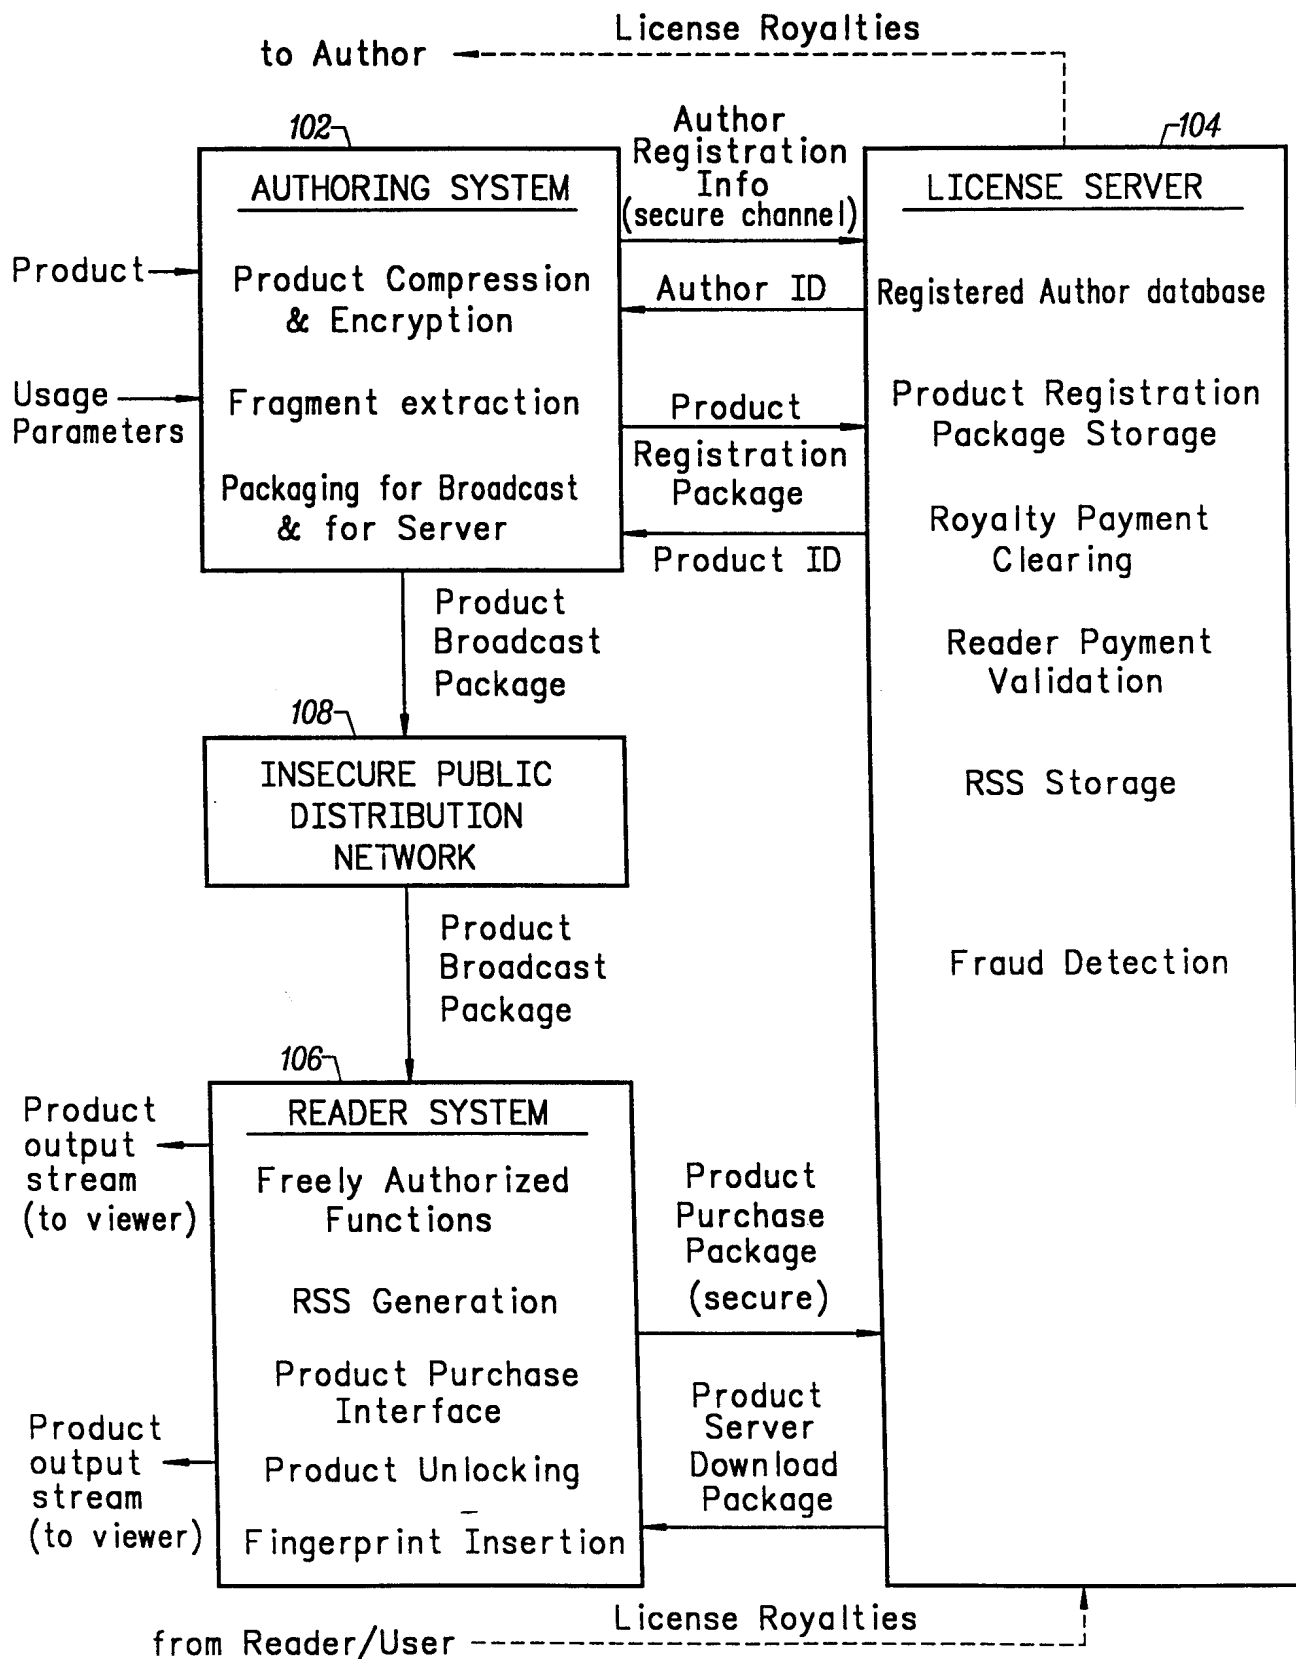 License Royalties
to Author
102
Author
Registration
Info
(secure channel)
104
AUTHORING SYSTEM
LICENSE SERVER
Product
Product Compression
& Encryption
Author ID
Registered Author database
Usage
Parameters
Fragment extraction
Product
Registration
Package
Product Registration
Package Storage
Packaging for Broadcast
& for Server
Product ID
Royalty Payment
Clearing
Product
Broadcast
Package
Reader Payment
Validation
108
INSECURE PUBLIC
DISTRIBUTION
NETWORK
RSS Storage
Product
Broadcast
Package
Fraud Detection
106
READER SYSTEM
Product
output
stream
(to viewer)
Freely Authorized
Functions
Product
Purchase
Package
(secure)
RSS Generation
Product Purchase
Interface
Product
Server
Download
Package
Product
output
stream
(to viewer)
Product Unlocking
Fingerprint Insertion
License Royalties
from Reader/User